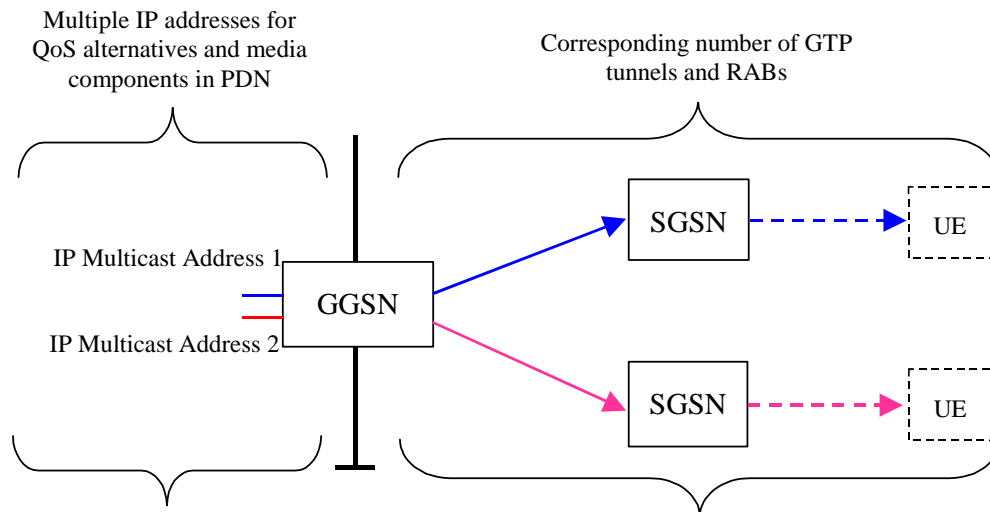 Multiple IP addresses for
QoS alternatives and media
components in PDN
Corresponding number of GTP
tunnels and RABs
SGSN
UE
IP Multicast Address 1
GGSN
IP Multicast Address 2
SGSN
UE